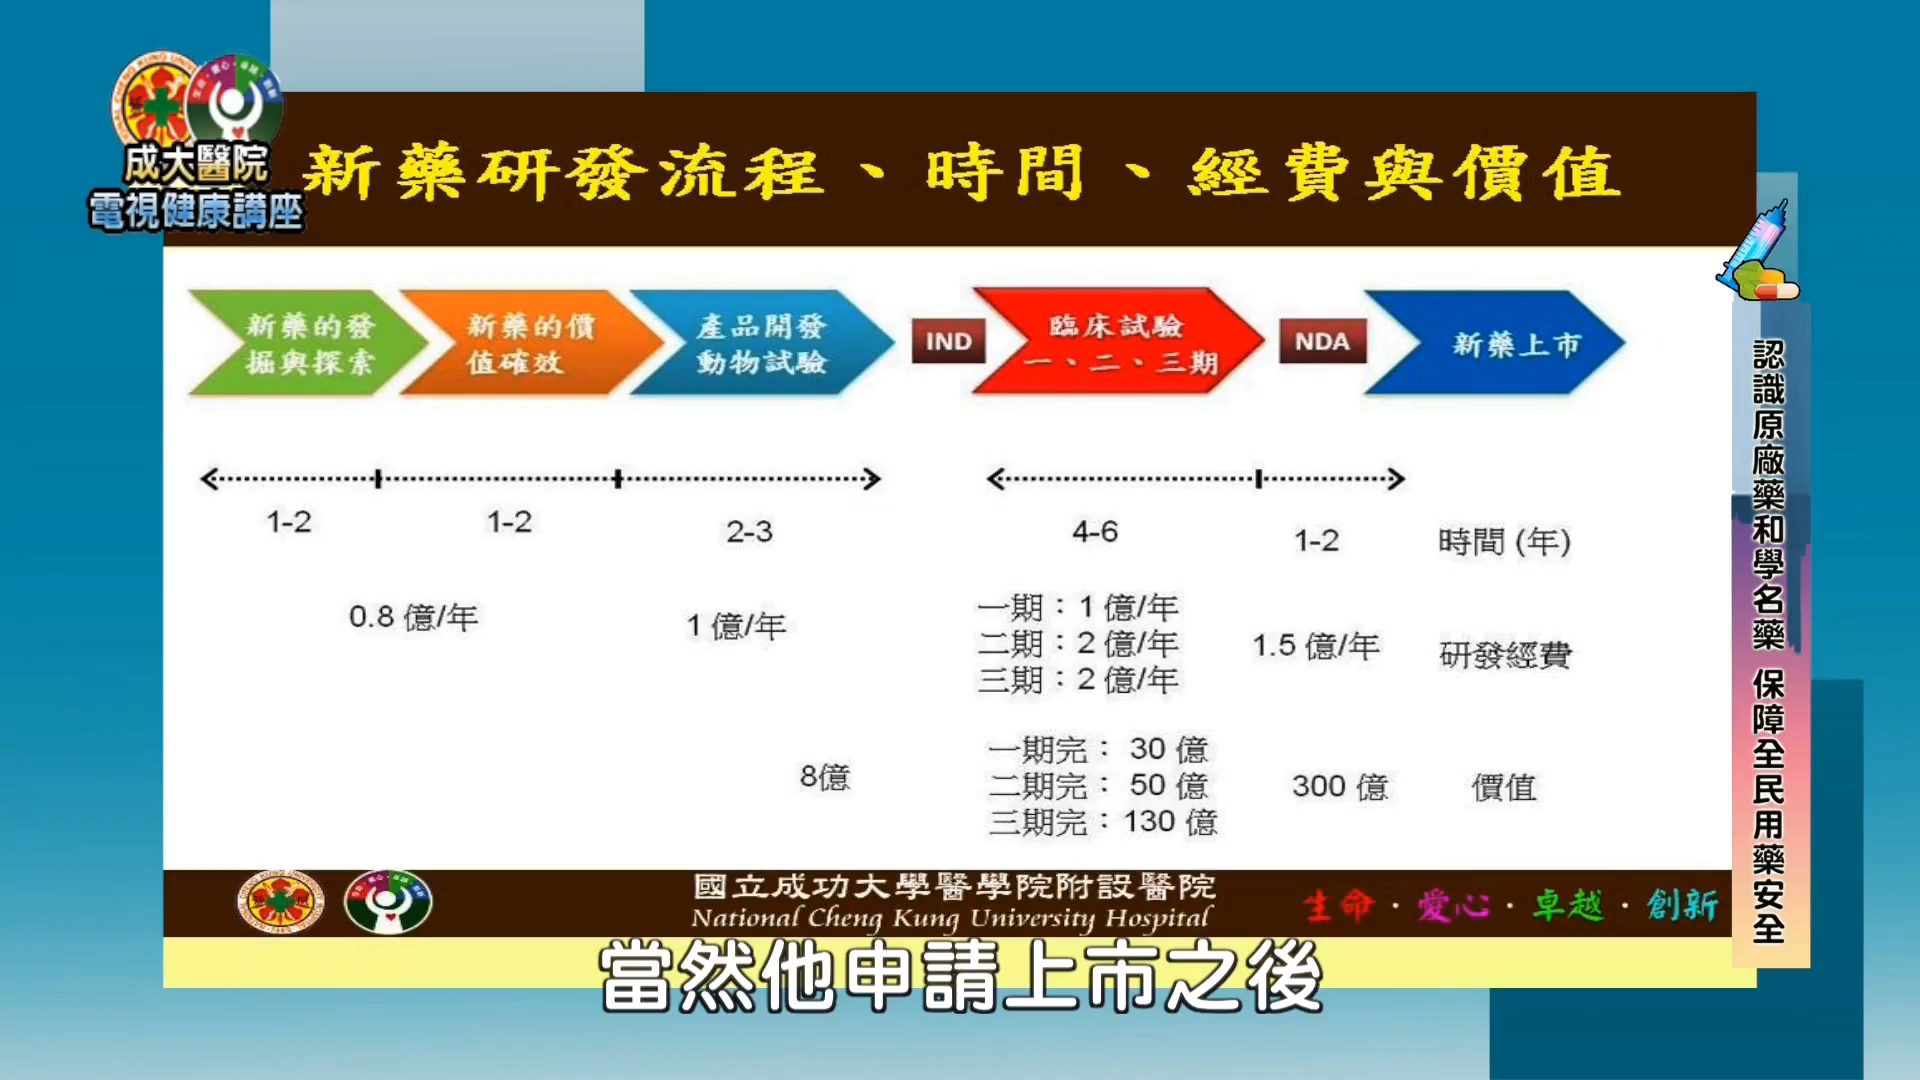 成大醫院
電視健康講座
新藥研發流程、時間、經費與價值
新藥的發
掘與探索
新藥的價
值確效
產品開發
動物試驗
IND
臨床試驗
一、二、三期
NDA
新藥上市
1-2
1-2
2-3
4-6
1-2
時間 (年)
0.8 億/年
1 億/年
一期：1 億/年
二期：2 億/年
三期：2 億/年
1.5 億/年
研發經費
8億
一期完： 30 億
二期完： 50 億
三期完：130 億
300 億
價值
國立成功大學醫學院附設醫院
National Cheng Kung University Hospital
生命·愛心·卓越·創新
認識原廠藥和學名藥 保障全民用藥安全
當然他申請上市之後